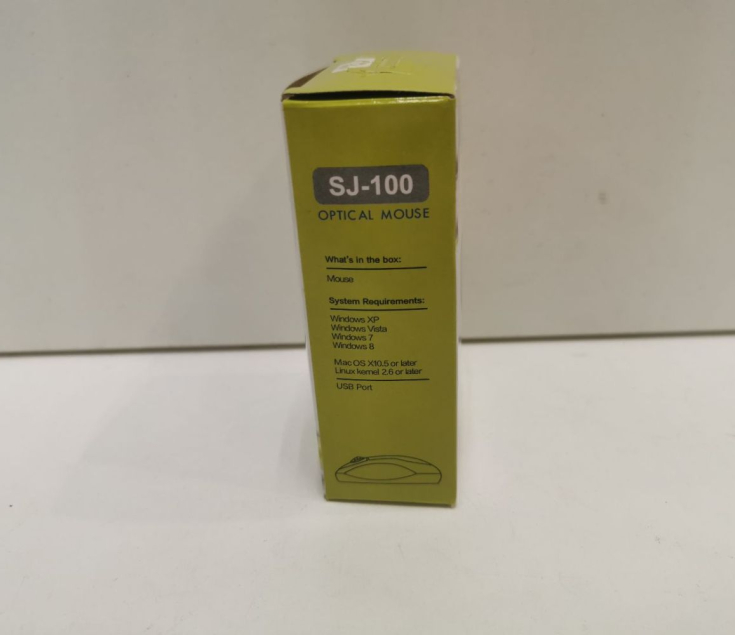 SJ-100
OPTICAL MOUSE
What's in the box:
Mouse
System Requirements:
Windows XP
Windows Vista
Windows 7
Windows 8
Mac OS X10.5 or later
Linux kernel 2.6 or later
USB Port